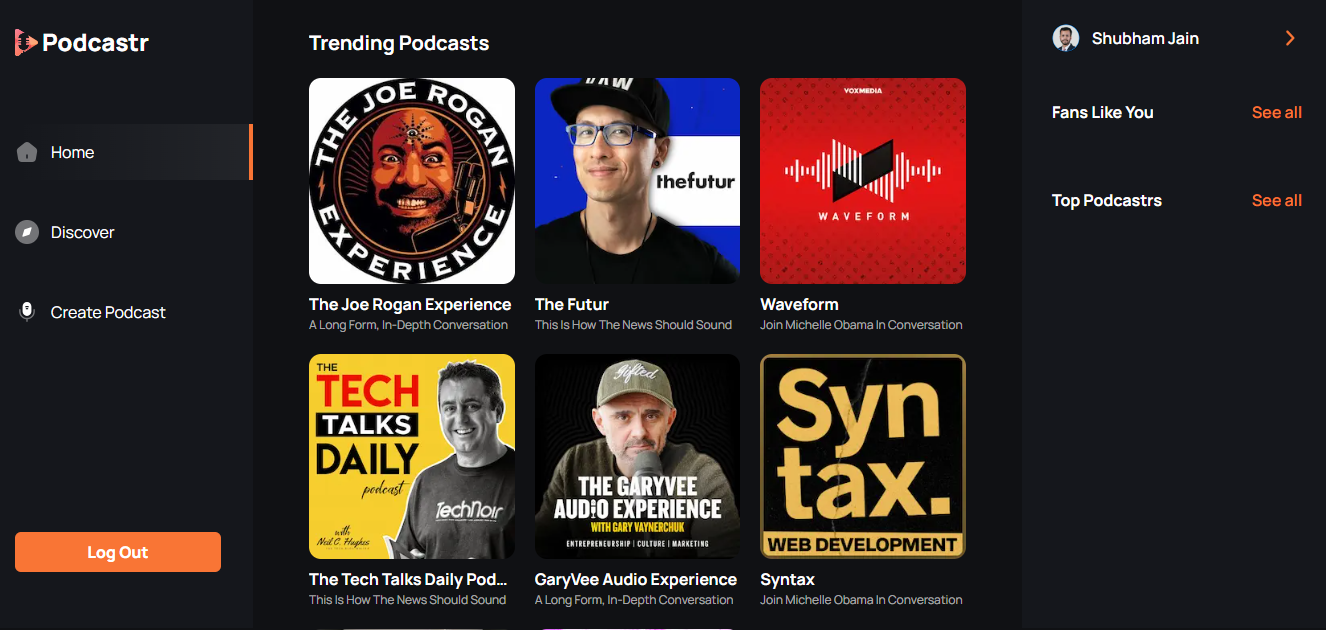 Podcastr
Home
Discover
Create Podcast
Log Out
Trending Podcasts
THE JOE ROGAN
EXPERIENCE
The Joe Rogan Experience
A Long Form, In-Depth Conversation
thefutur
The Futur
This Is How The News Should Sound
VOXMEDIA
WAVEFORM
Waveform
Join Michelle Obama In Conversation
THE
TECH
TALKS
DAILY
podcast
with
Neil C. Hughes
TechNoir
The Tech Talks Daily Pod...
This Is How The News Should Sound
Gifted
THE GARYVEE
AUDIO EXPERIENCE
WITH GARY VAYNERCHUK
ENTREPRENEURSHIP | CULTURE | MARKETING
GaryVee Audio Experience
A Long Form, In-Depth Conversation
Syn
tax.
WEB DEVELOPMENT
Syntax
Join Michelle Obama In Conversation
Shubham Jain
Fans Like You
See all
Top Podcastrs
See all